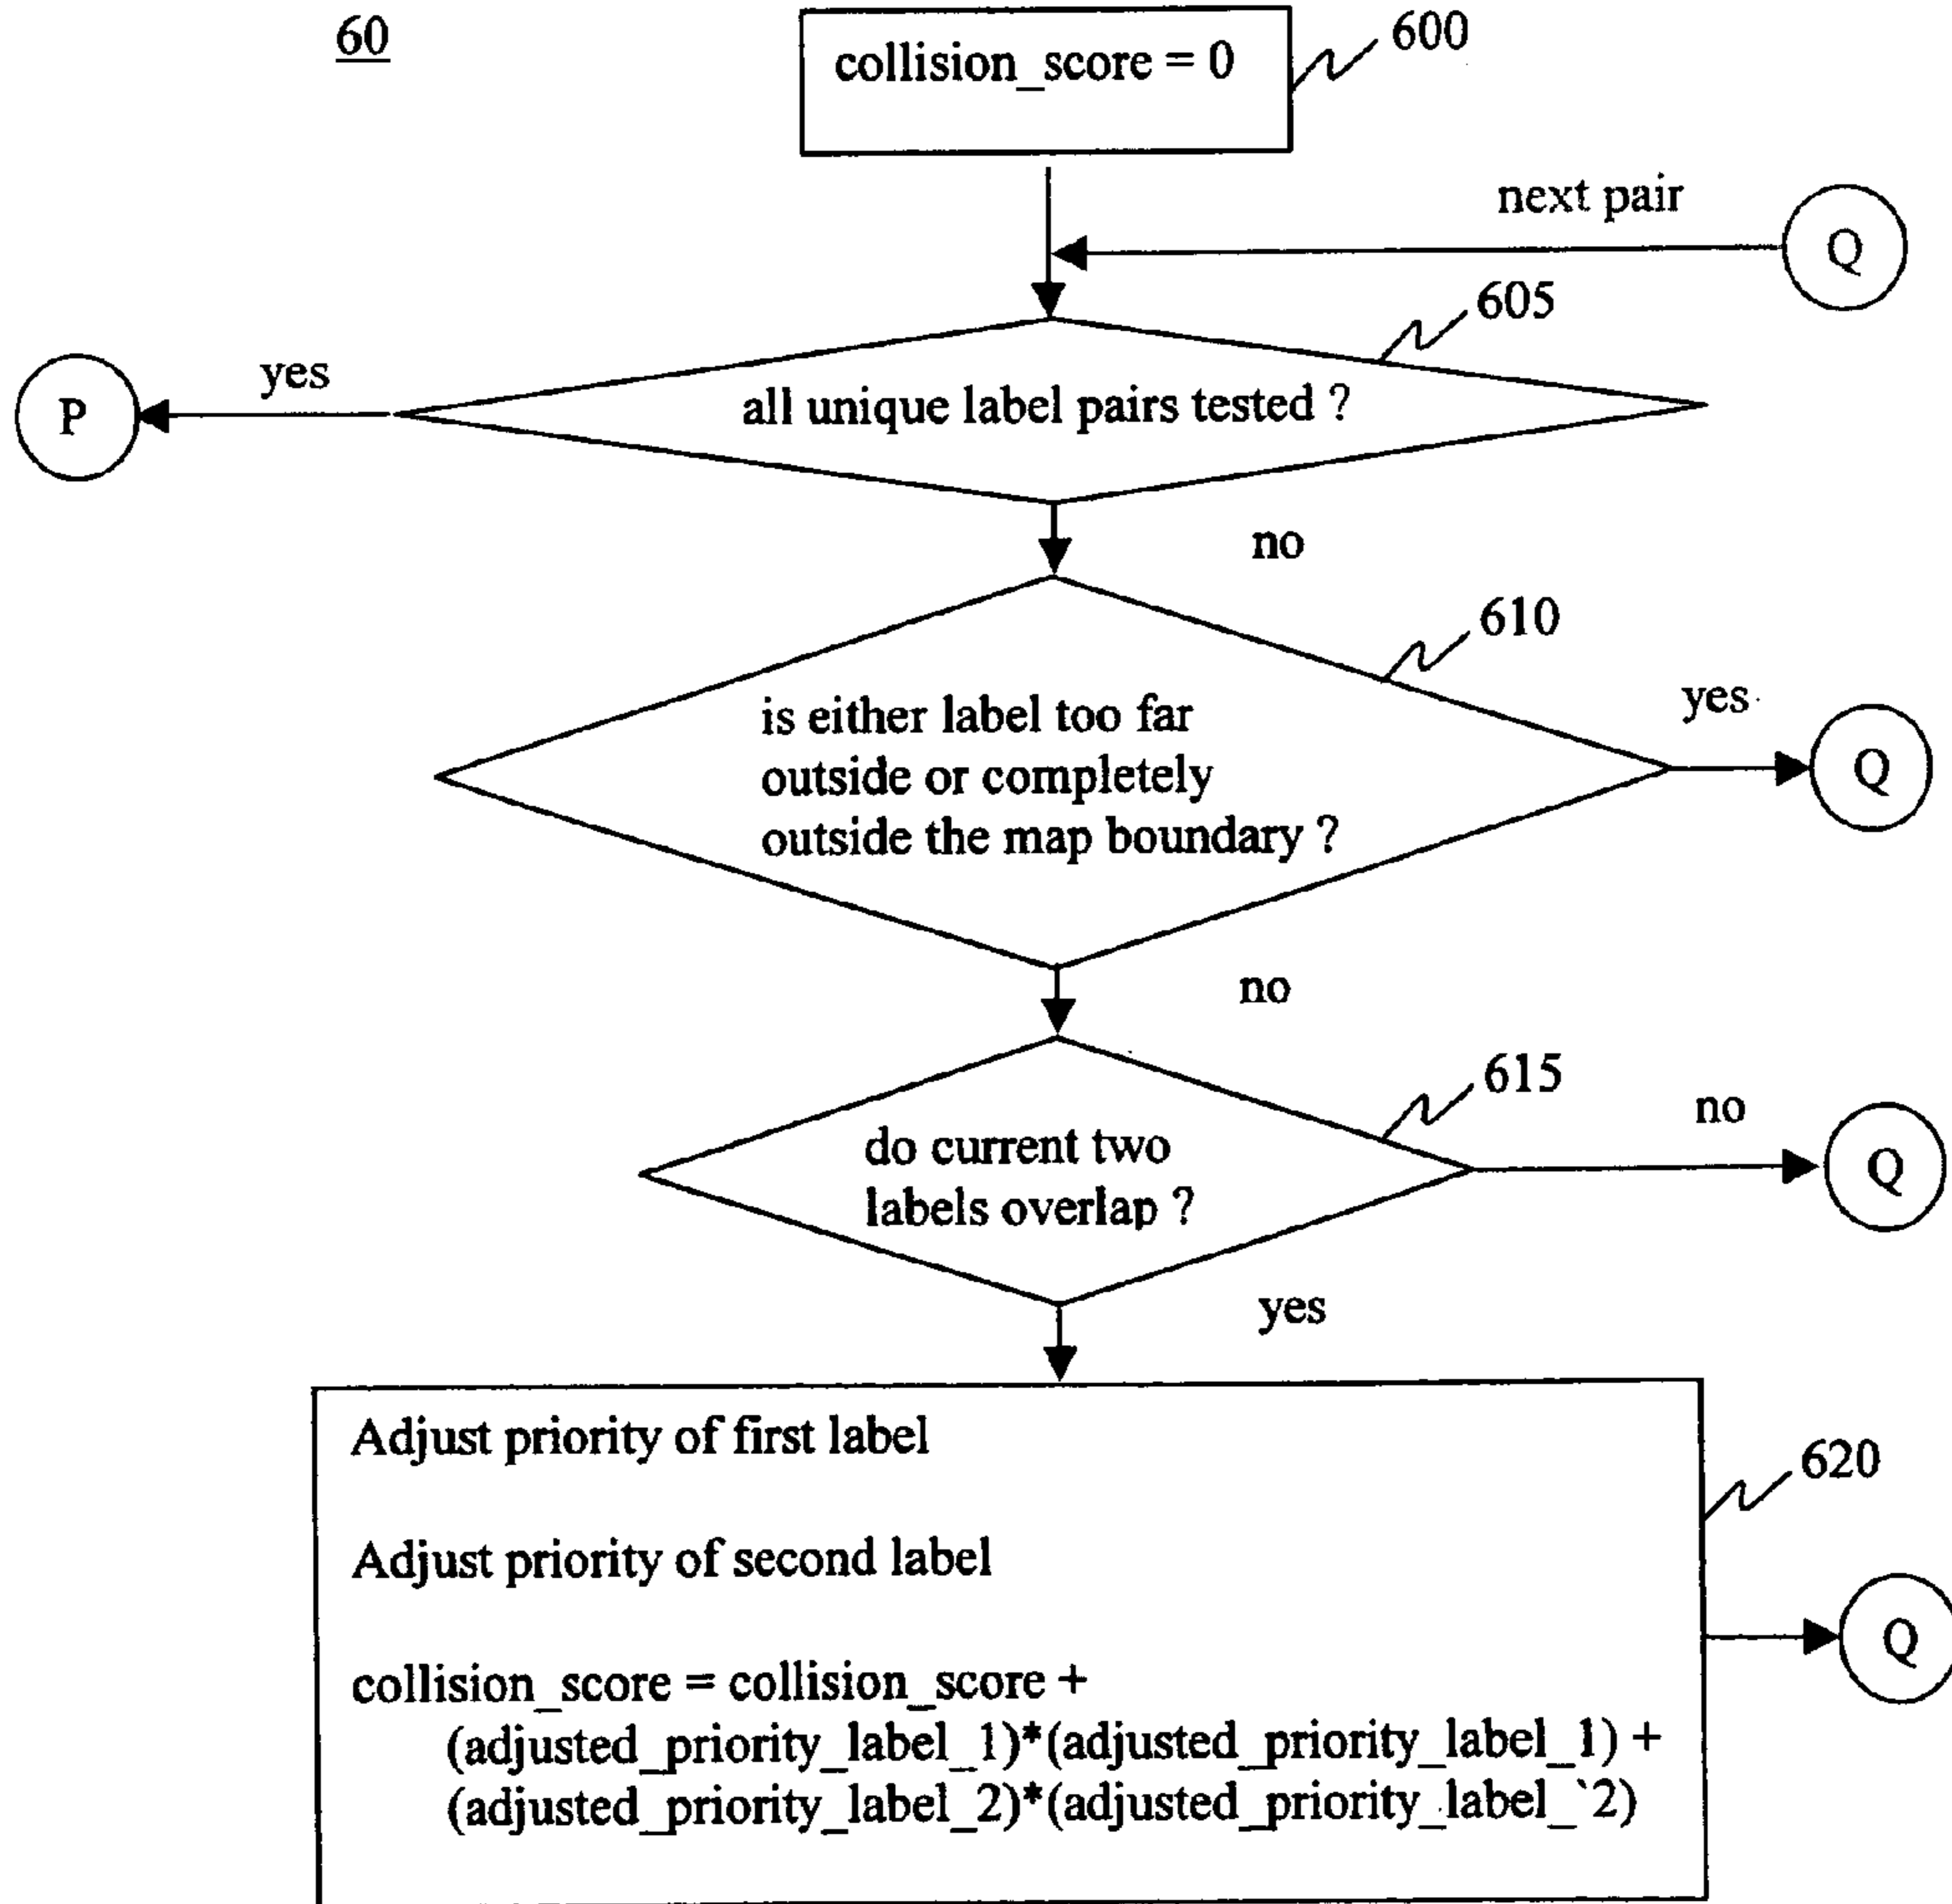 60
collision_score = 0
600
next pair
Q
605
yes
P
all unique label pairs tested ?
no
610
is either label too far
outside or completely
outside the map boundary ?
yes
Q
no
615
do current two
labels overlap ?
no
Q
yes
Adjust priority of first label
620
Adjust priority of second label
Q
collision_score = collision_score +
(adjusted_priority_label_1)*(adjusted_priority_label_1) +
(adjusted_priority_label_2)*(adjusted_priority_label_`2)